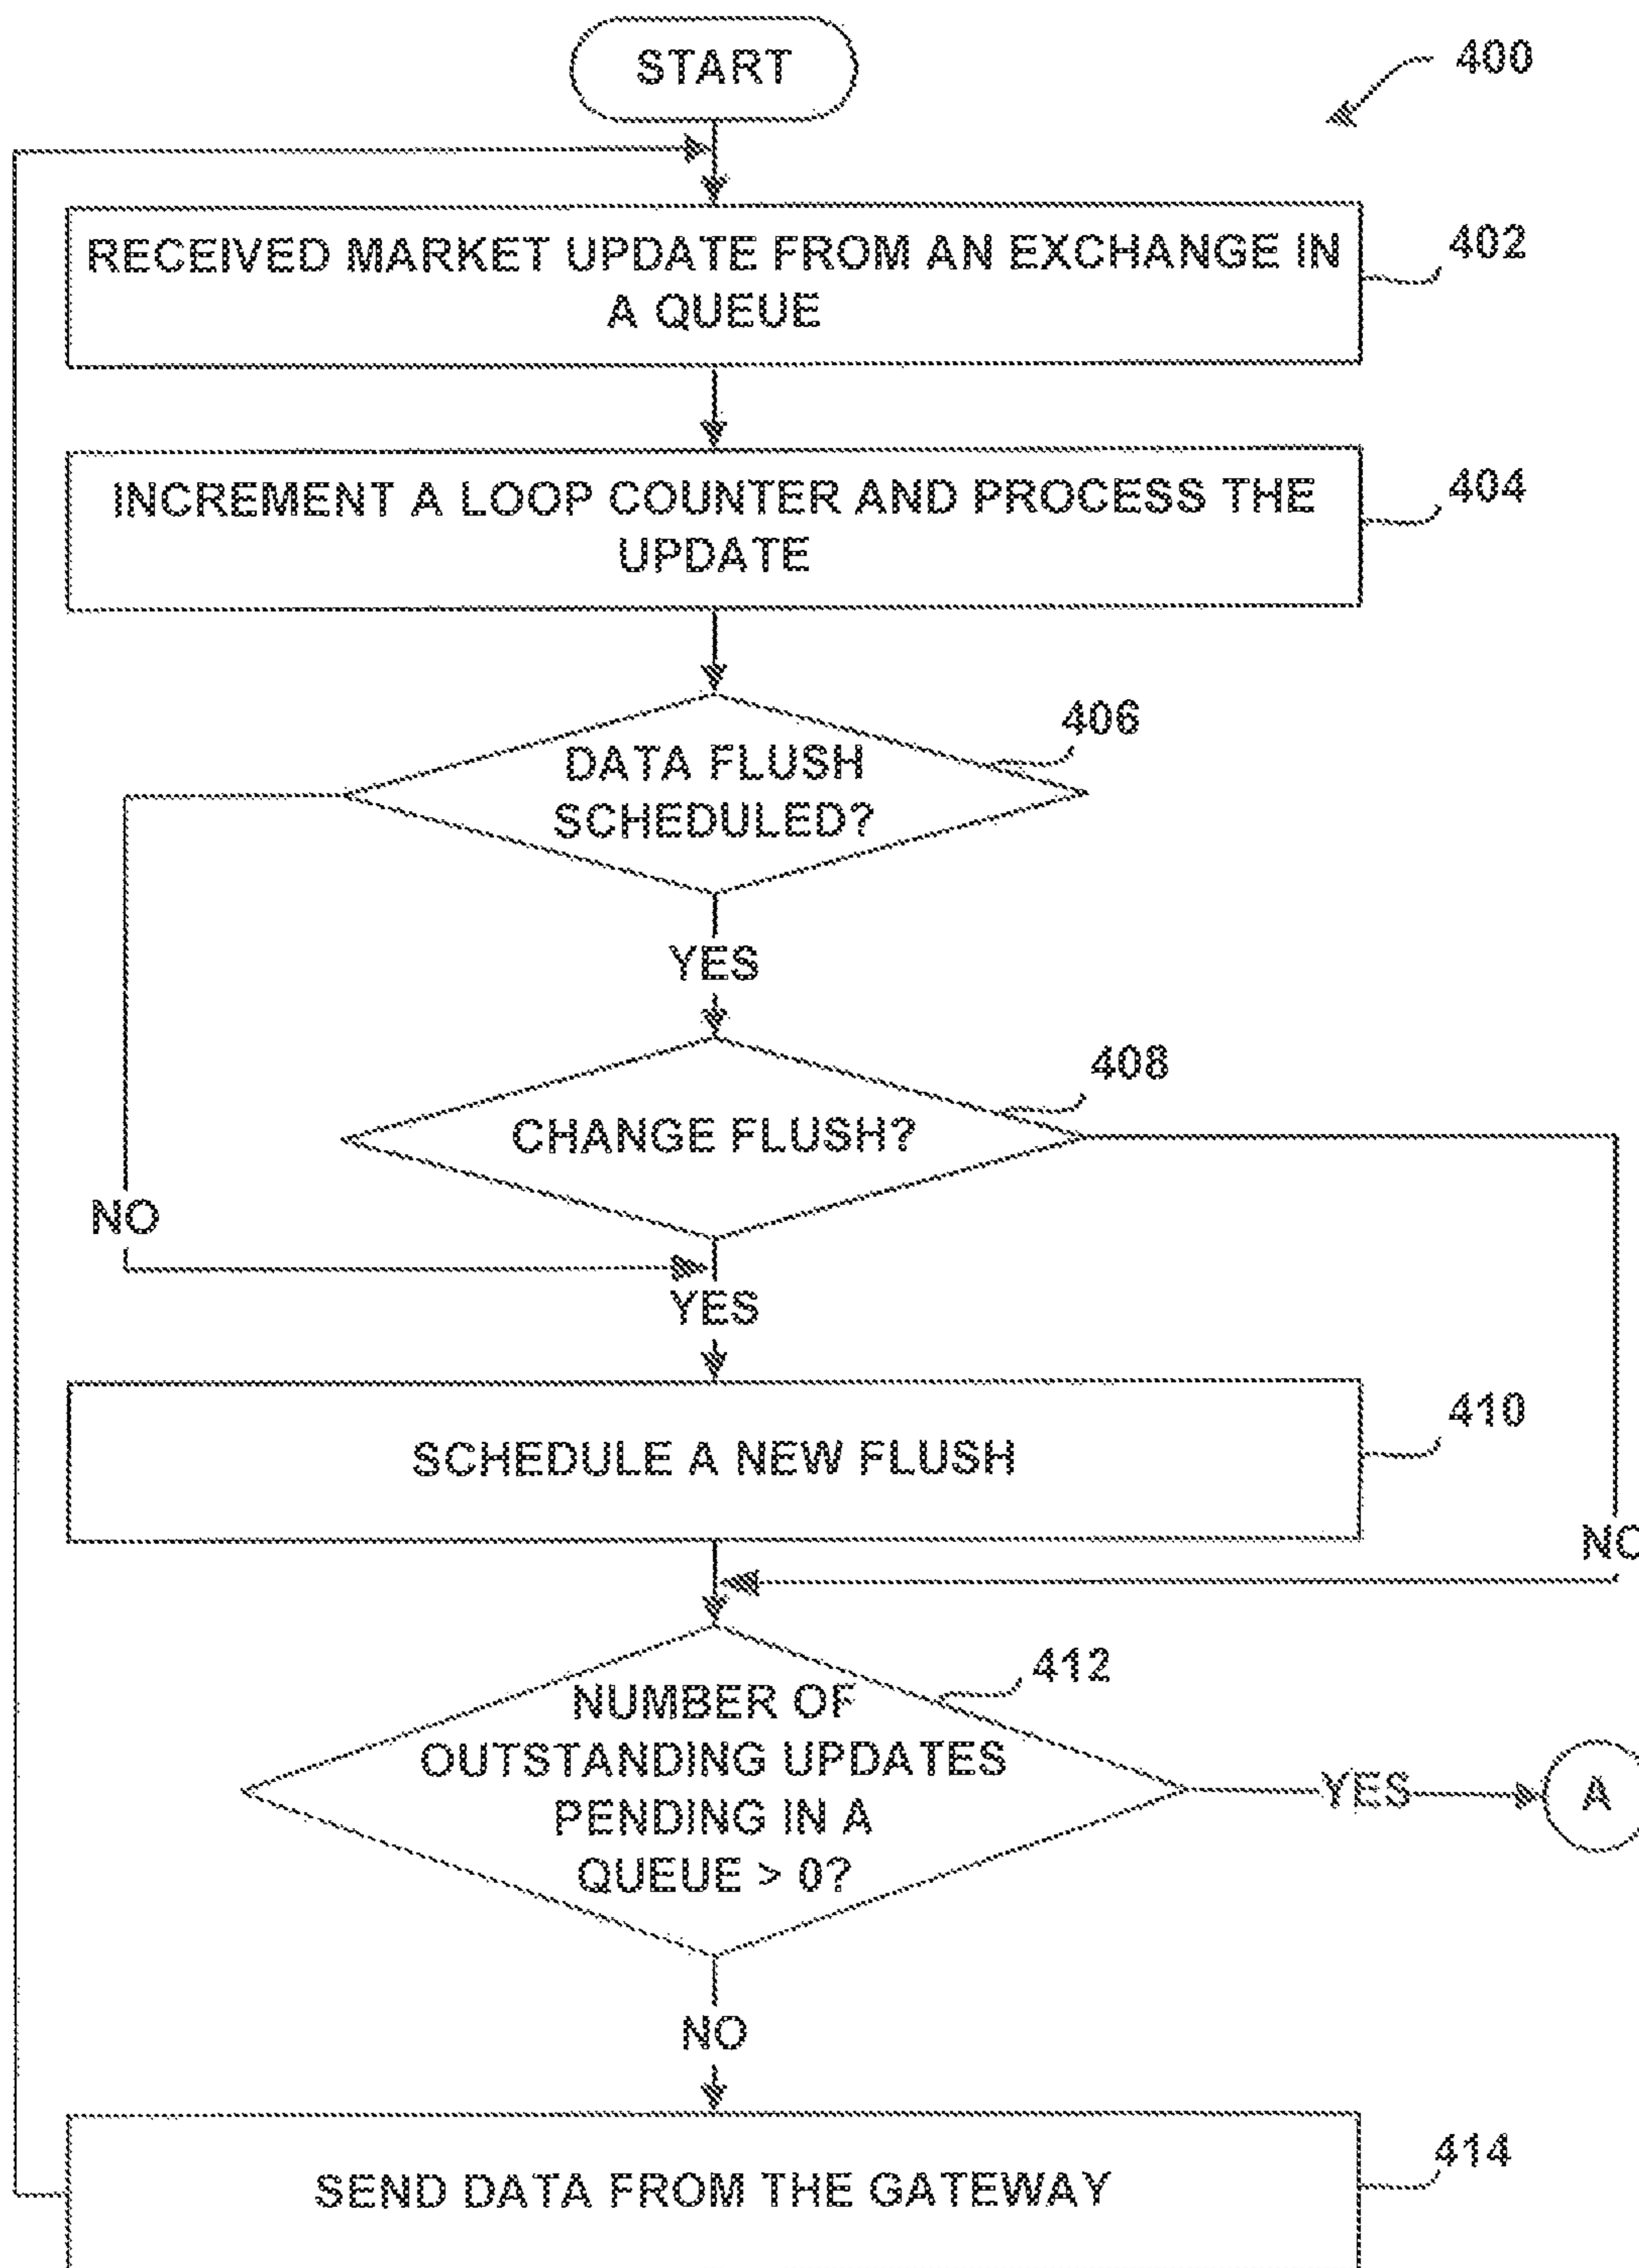 START
400
RECEIVED MARKET UPDATE FROM AN EXCHANGE IN
A QUEUE
402
INCREMENT A LOOP COUNTER AND PROCESS THE
UPDATE
404
406
DATA FLUSH
SCHEDULED?
YES
408
CHANGE FLUSH?
NO
YES
410
SCHEDULE A NEW FLUSH
NO
412
NUMBER OF
OUTSTANDING UPDATES
PENDING IN A
QUEUE > 0?
YES
A
NO
414
SEND DATA FROM THE GATEWAY